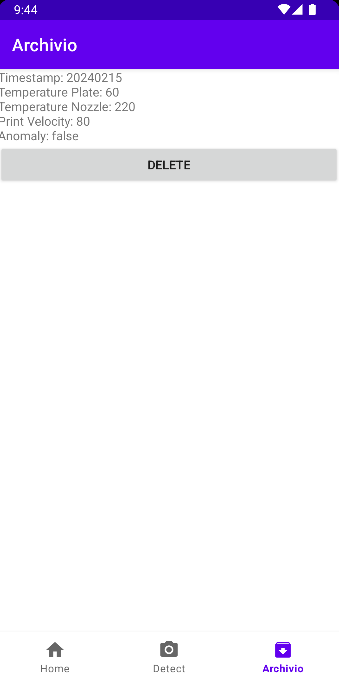 9:44
Archivio
Timestamp: 20240215
Temperature Plate: 60
Temperature Nozzle: 220
Print Velocity: 80
Anomaly: false
DELETE
Home
Detect
Archivio